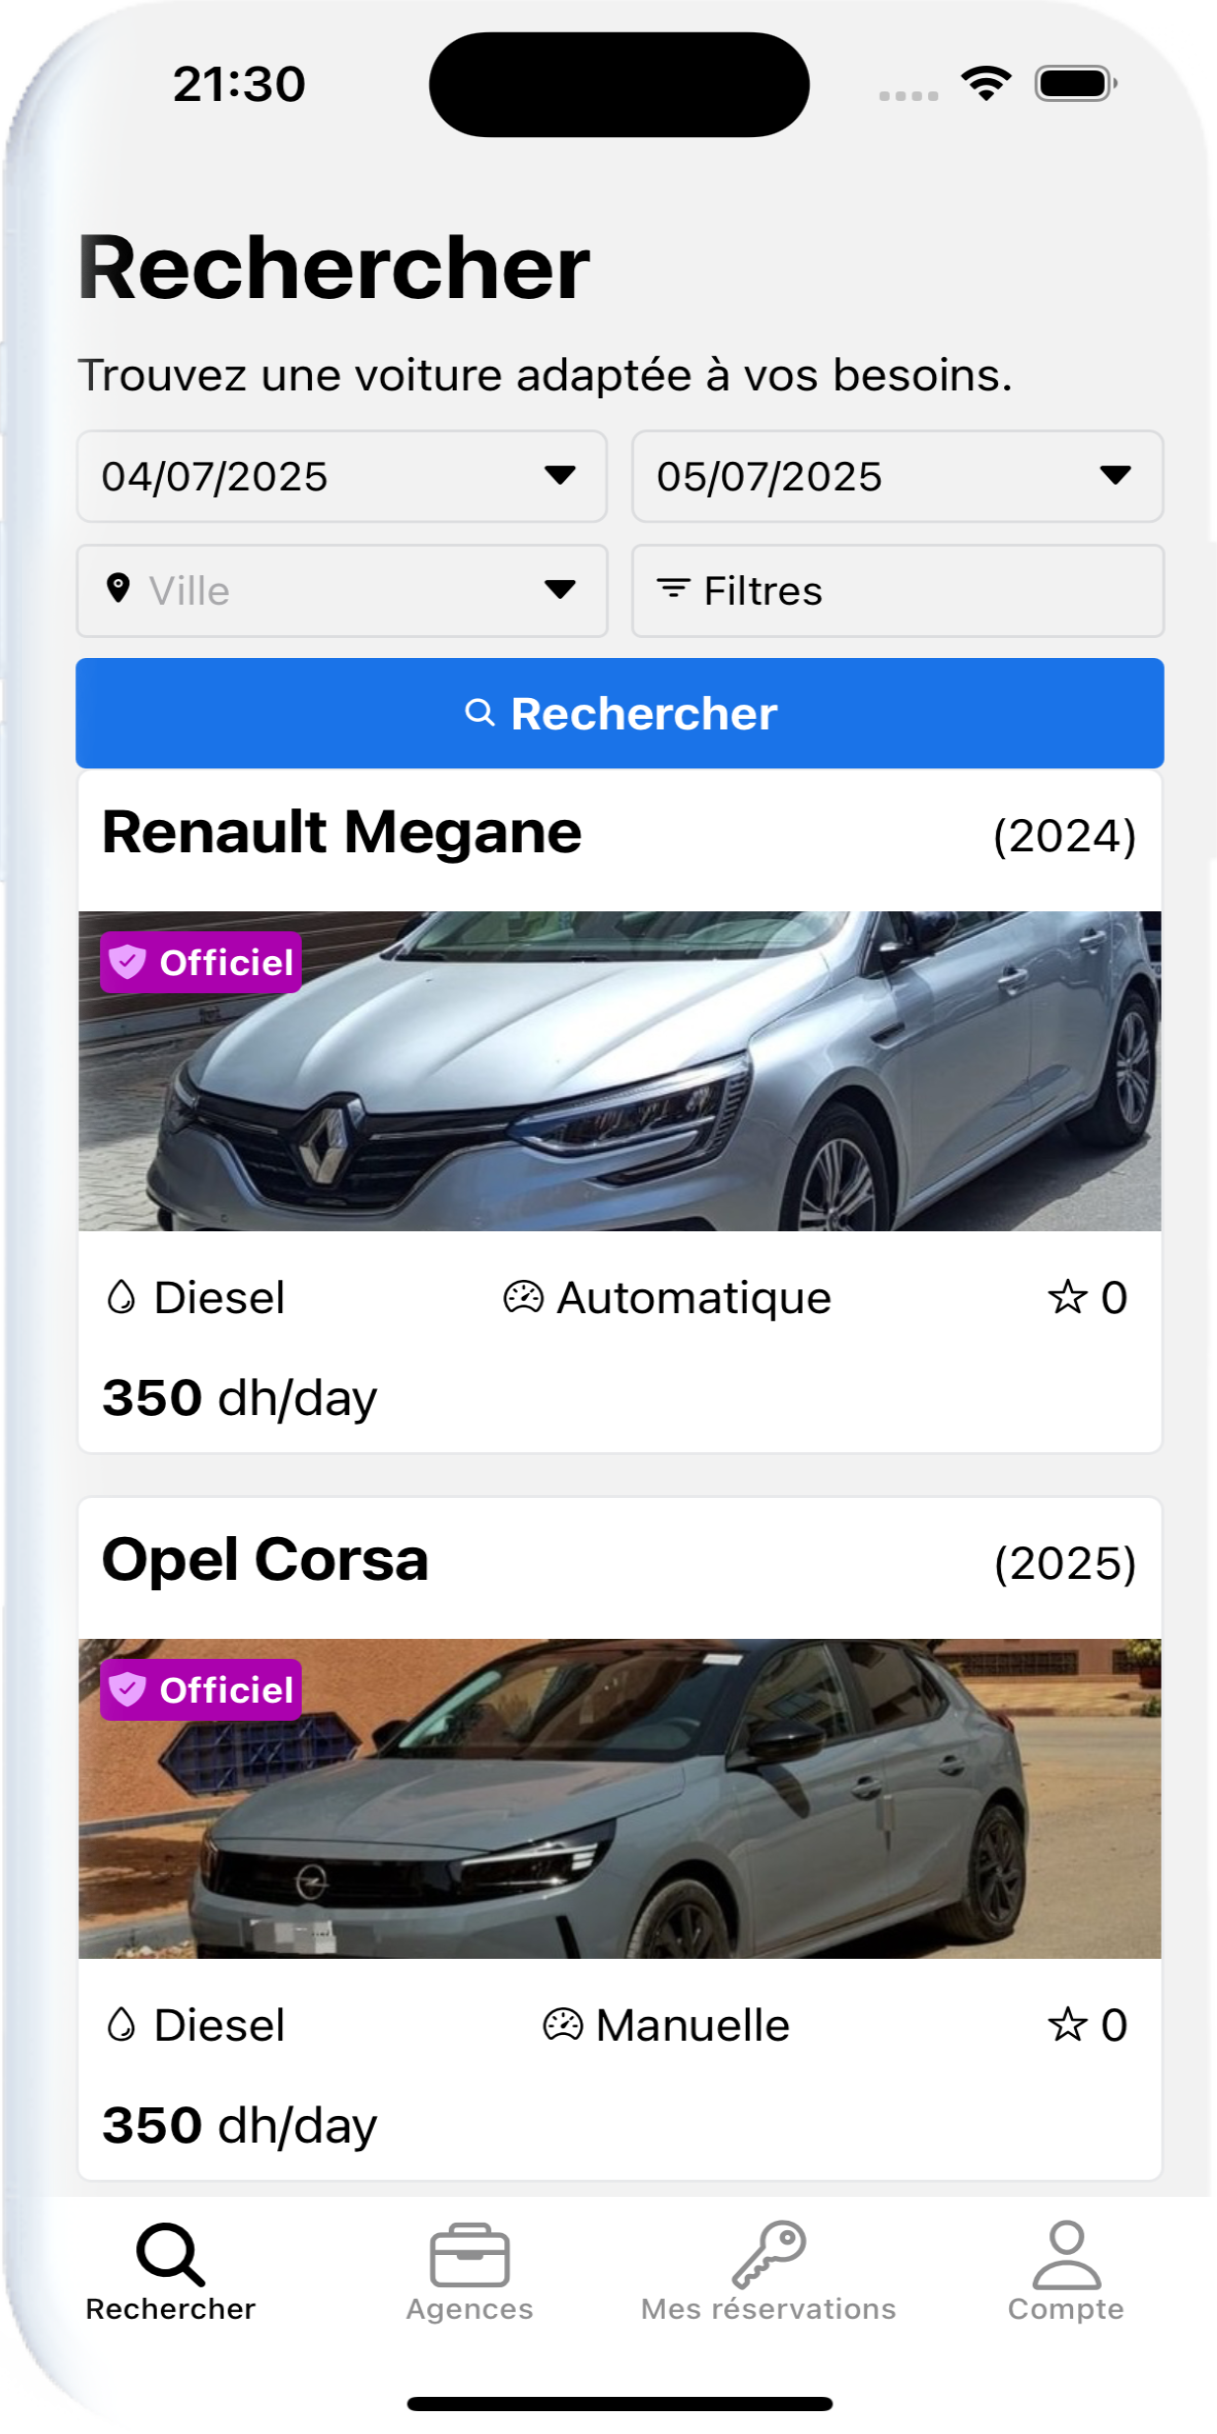 21:30
Rechercher
Trouvez une voiture adaptée à vos besoins.
04/07/2025 05/07/2025
Ville Filtres
Rechercher
Renault Megane (2024)
Officiel
Diesel Automatique 0
350 dh/day
Opel Corsa (2025)
Officiel
Diesel Manuelle 0
350 dh/day
Rechercher Agences Mes réservations Compte